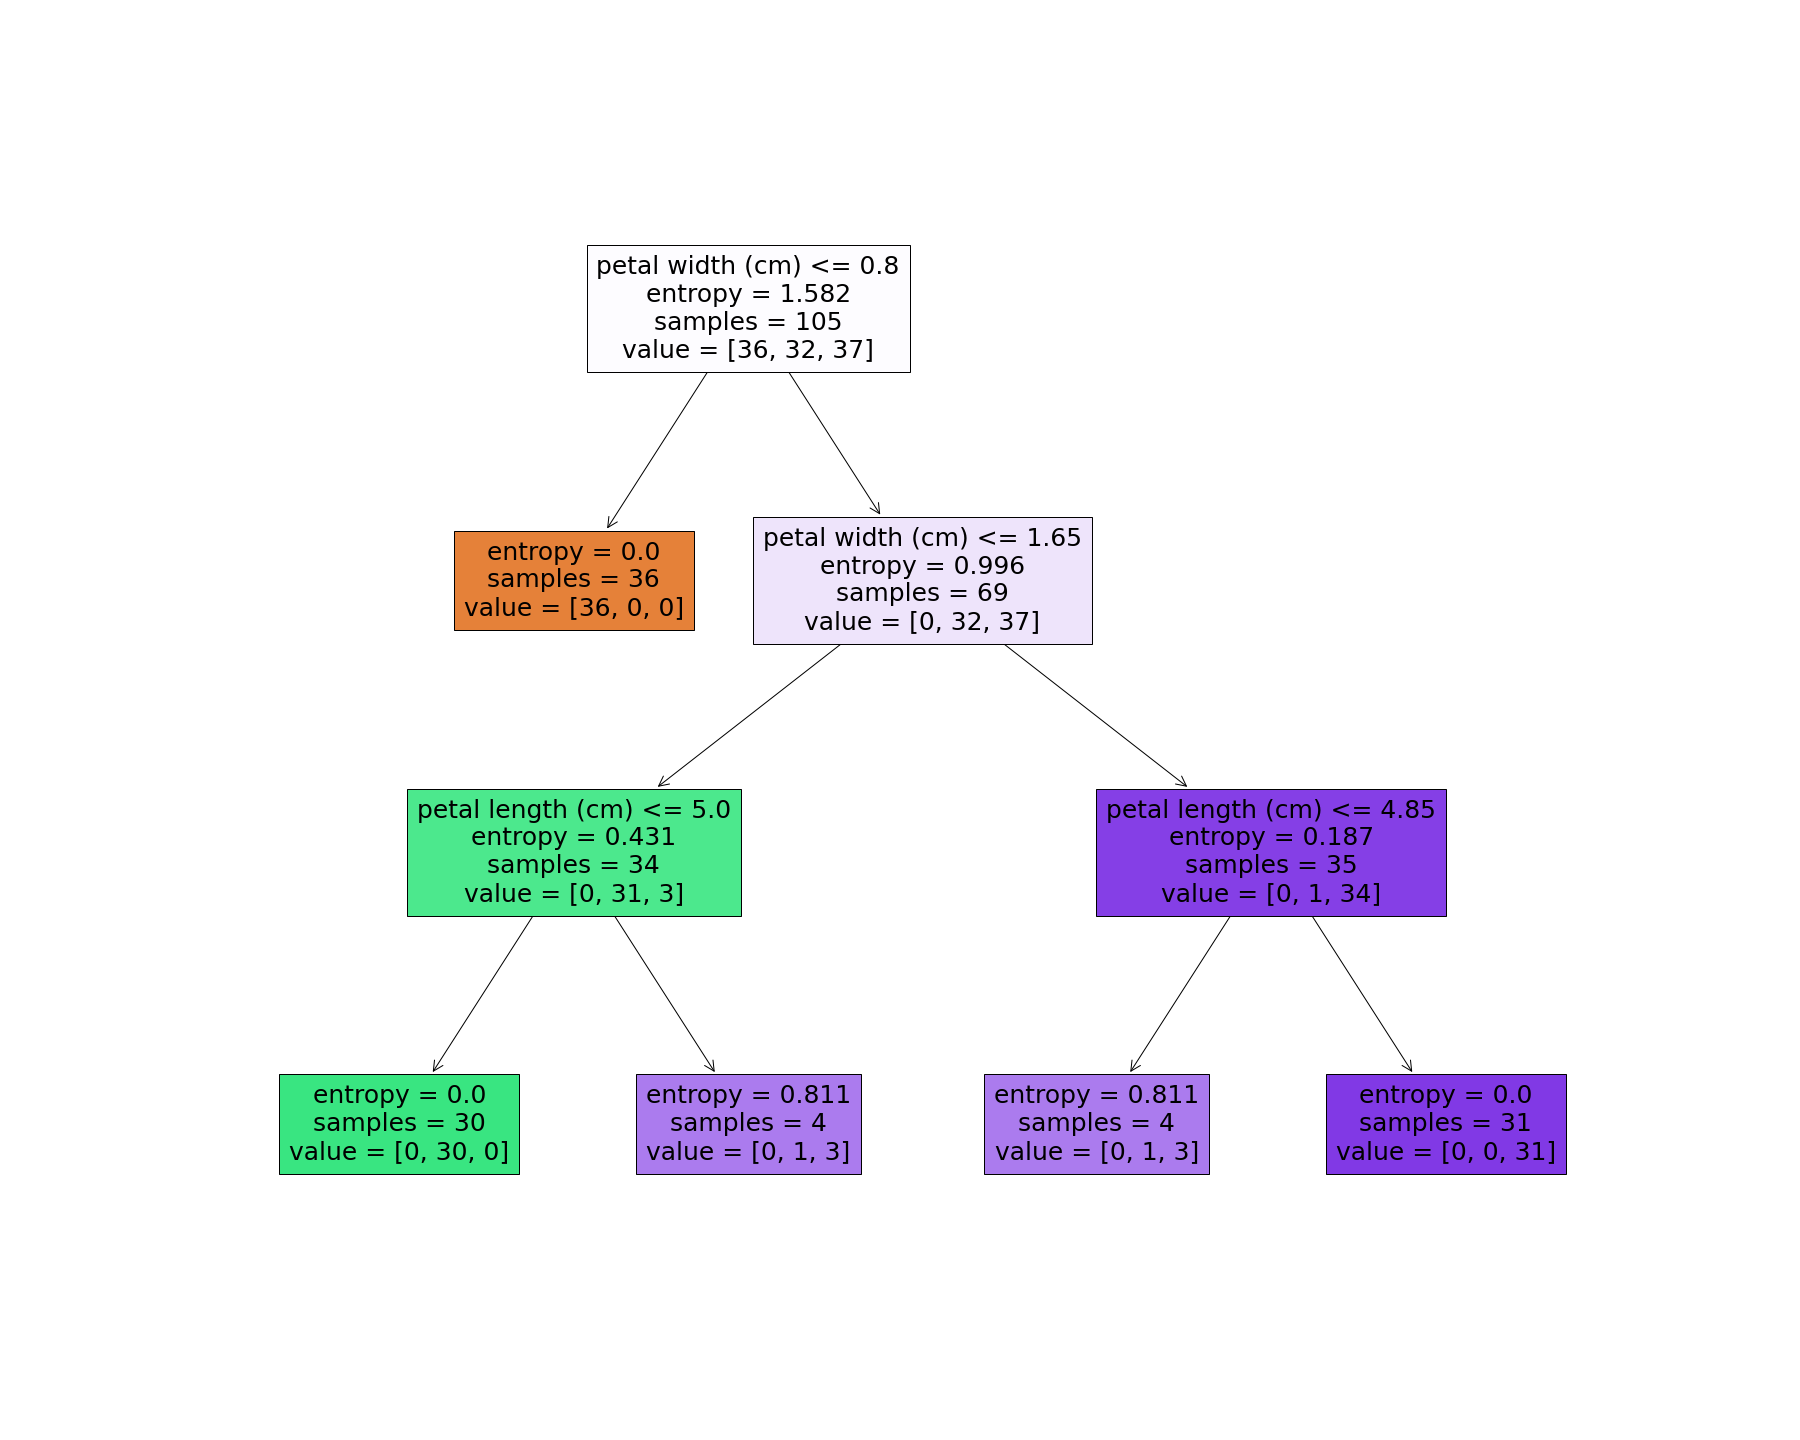 petal width (cm) <= 0.8
entropy = 1.582
samples = 105
value = [36, 32, 37]
entropy = 0.0
samples = 36
value = [36, 0, 0]
petal width (cm) <= 1.65
entropy = 0.996
samples = 69
value = [0, 32, 37]
petal length (cm) <= 5.0
entropy = 0.431
samples = 34
value = [0, 31, 3]
petal length (cm) <= 4.85
entropy = 0.187
samples = 35
value = [0, 1, 34]
entropy = 0.0
samples = 30
value = [0, 30, 0]
entropy = 0.811
samples = 4
value = [0, 1, 3]
entropy = 0.811
samples = 4
value = [0, 1, 3]
entropy = 0.0
samples = 31
value = [0, 0, 31]